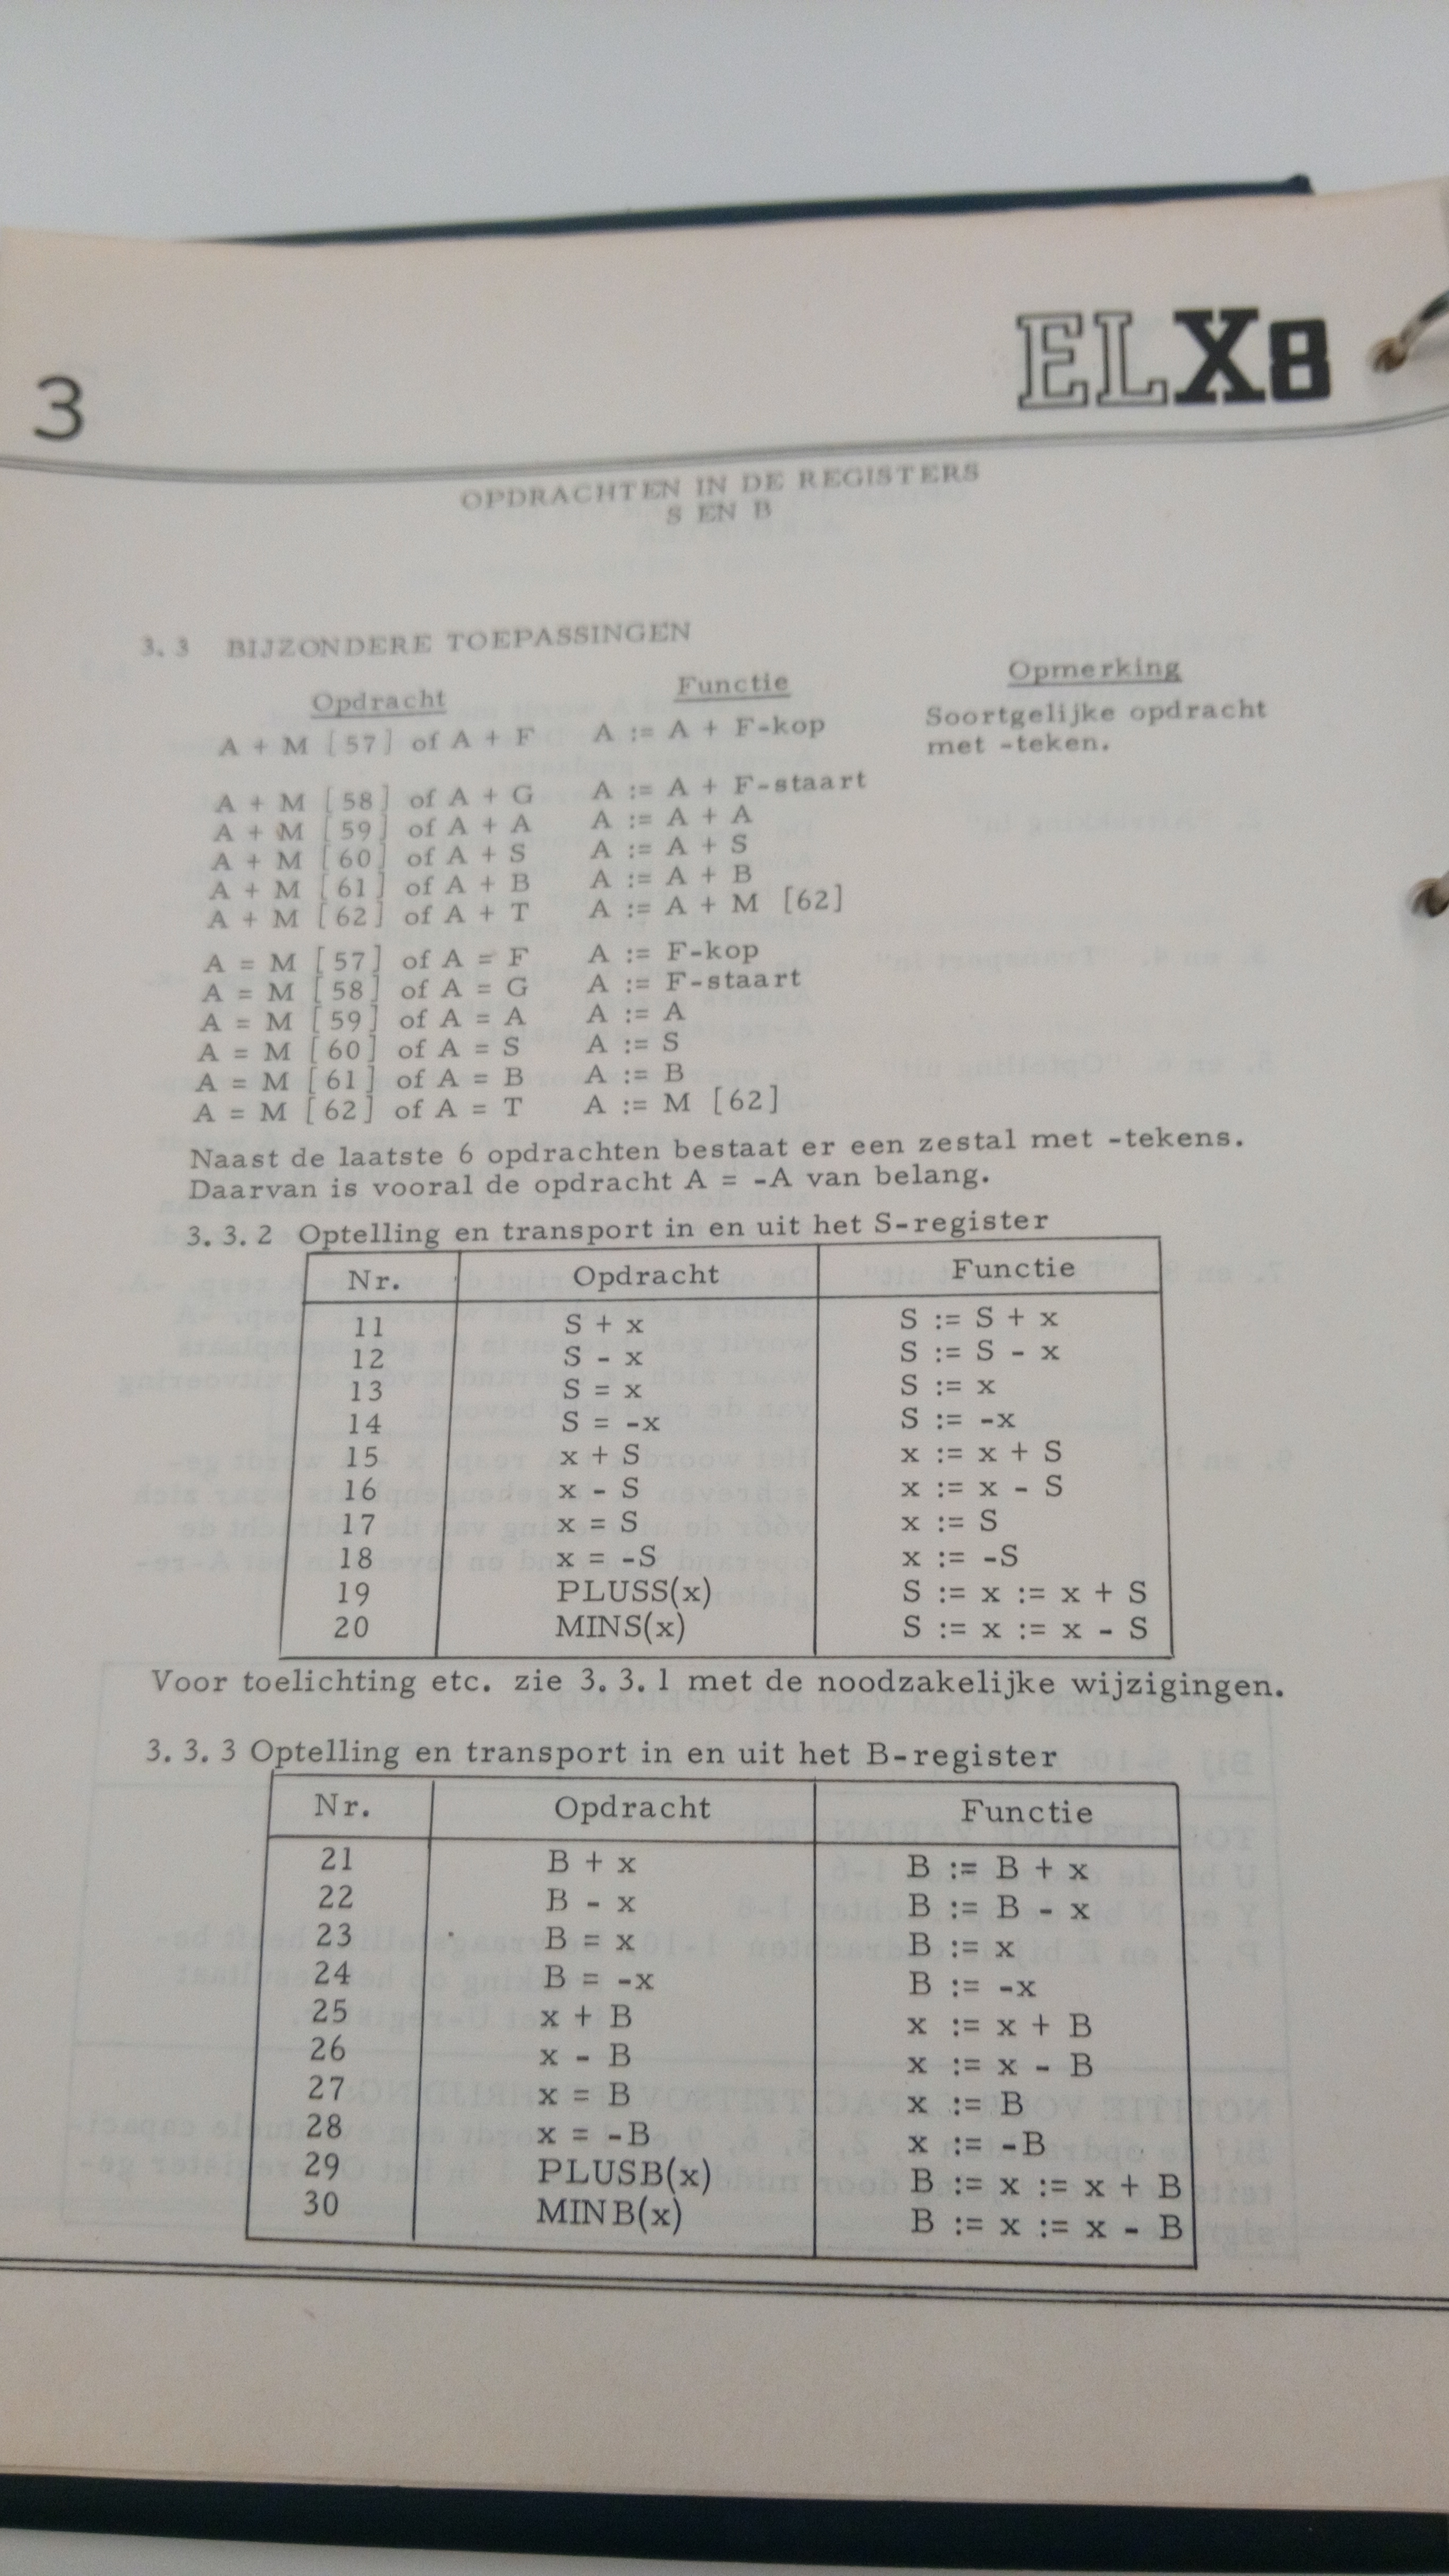 3
ELX8
OPDRACHTEN IN DE REGISTERS
S EN B
3.3 BIJZONDERE TOEPASSINGEN
Opdracht Functie Opmerking
A + M [57] of A + F A := A + F-kop Soortgelijke opdracht
met -teken.
A + M [58] of A + G A := A + F-staart
A + M [59] of A + A A := A + A
A + M [60] of A + S A := A + S
A + M [61] of A + B A := A + B
A + M [62] of A + T A := A + M [62]
A = M [57] of A = F A := F-kop
A = M [58] of A = G A := F-staart
A = M [59] of A = A A := A
A = M [60] of A = S A := S
A = M [61] of A = B A := B
A = M [62] of A = T A := M [62]
Naast de laatste 6 opdrachten bestaat er een zestal met -tekens.
Daarvan is vooral de opdracht A = -A van belang.
3.3.2 Optelling en transport in en uit het S-register
Nr. Opdracht Functie
11 S + x S := S + x
12 S - x S := S - x
13 S = x S := x
14 S = -x S := -x
15 x + S x := x + S
16 x - S x := x - S
17 x = S x := S
18 x = -S x := -S
19 PLUSS(x) S := x := x + S
20 MINS(x) S := x := x - S
Voor toelichting etc. zie 3.3.1 met de noodzakelijke wijzigingen.
3.3.3 Optelling en transport in en uit het B-register
Nr. Opdracht Functie
21 B + x B := B + x
22 B - x B := B - x
23 B = x B := x
24 B = -x B := -x
25 x + B x := x + B
26 x - B x := x - B
27 x = B x := B
28 x = -B x := -B
29 PLUSB(x) B := x := x + B
30 MINB(x) B := x := x - B